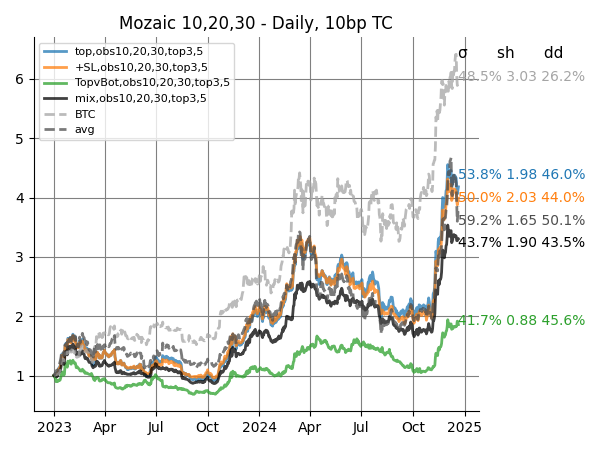 Mozaic 10,20,30 - Daily, 10bp TC
σ sh dd
top,obs10,20,30,top3,5
+SL,obs10,20,30,top3,5
TopvBot,obs10,20,30,top3,5
mix,obs10,20,30,top3,5
BTC
avg
48.5% 3.03 26.2%
53.8% 1.98 46.0%
50.0% 2.03 44.0%
59.2% 1.65 50.1%
43.7% 1.90 43.5%
41.7% 0.88 45.6%
6
5
4
3
2
1
2023 Apr Jul Oct 2024 Apr Jul Oct 2025